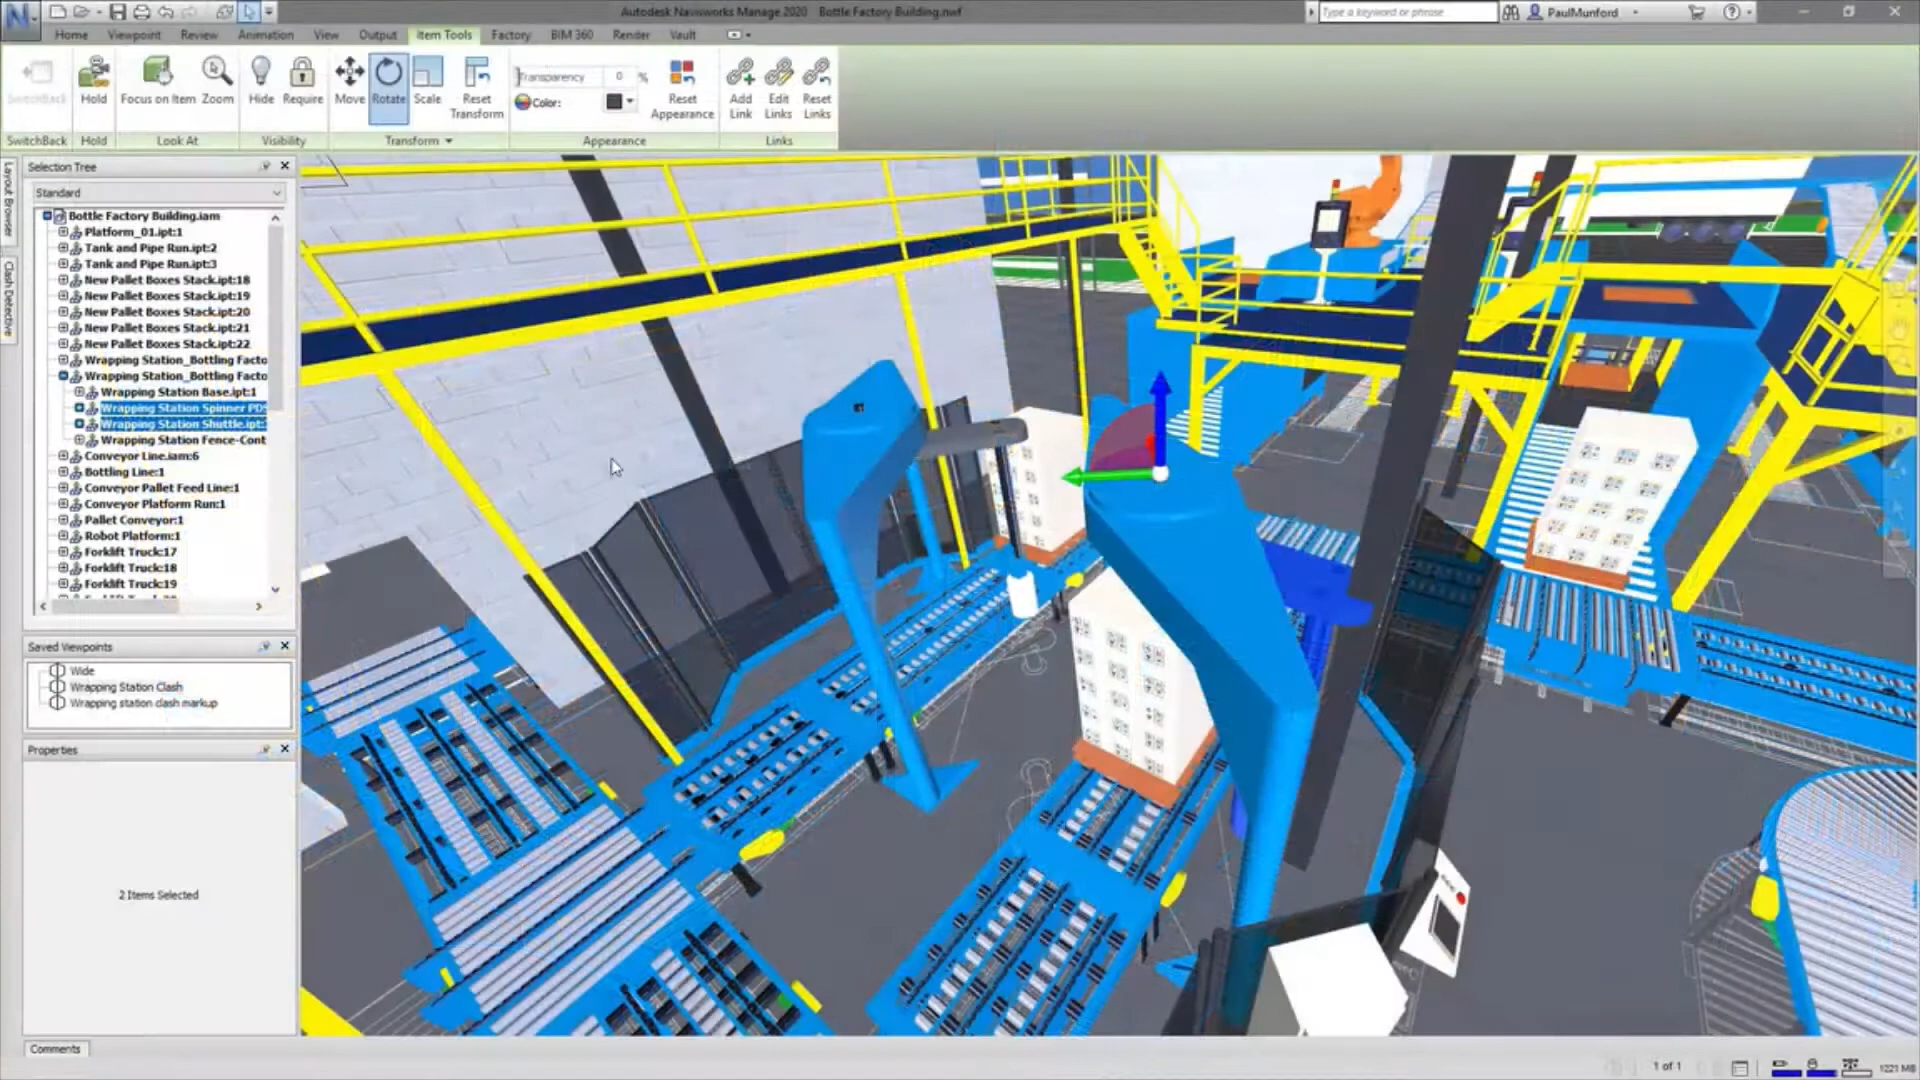 Autodesk Navisworks Manage 2020 Bottle Factory Building.nwf
Type a keyword or phrase
PaulMunford
Home Viewpoint Review Animation View Output Item Tools Factory BIM 360 Render Vault
SwitchBack Hold Focus on Item Zoom Hide Require Move Rotate Scale Reset Transform
Transparency 0 %
Color:
Reset Appearance Add Link Edit Links Reset Links
SwitchBack Hold Look At Visibility Transform Appearance Links
Layout Browser
Clash Detective
Selection Tree
Standard
Bottle Factory Building.iam
Platform_01.ipt:1
Tank and Pipe Run.ipt:2
Tank and Pipe Run.ipt:3
New Pallet Boxes Stack.ipt:18
New Pallet Boxes Stack.ipt:19
New Pallet Boxes Stack.ipt:20
New Pallet Boxes Stack.ipt:21
New Pallet Boxes Stack.ipt:22
Wrapping Station_Bottling Facto
Wrapping Station_Bottling Facto
Wrapping Station Base.ipt:1
Wrapping Station Spinner PDS
Wrapping Station Shuttle.ipt:
Wrapping Station Fence-Cont
Conveyor Line.iam:6
Bottling Line:1
Conveyor Pallet Feed Line:1
Conveyor Platform Run:1
Pallet Conveyor:1
Robot Platform:1
Forklift Truck:17
Forklift Truck:18
Forklift Truck:19
Saved Viewpoints
Wide
Wrapping Station Clash
Wrapping station clash markup
Properties
2 Items Selected
Comments
1 of 1
1221 MB